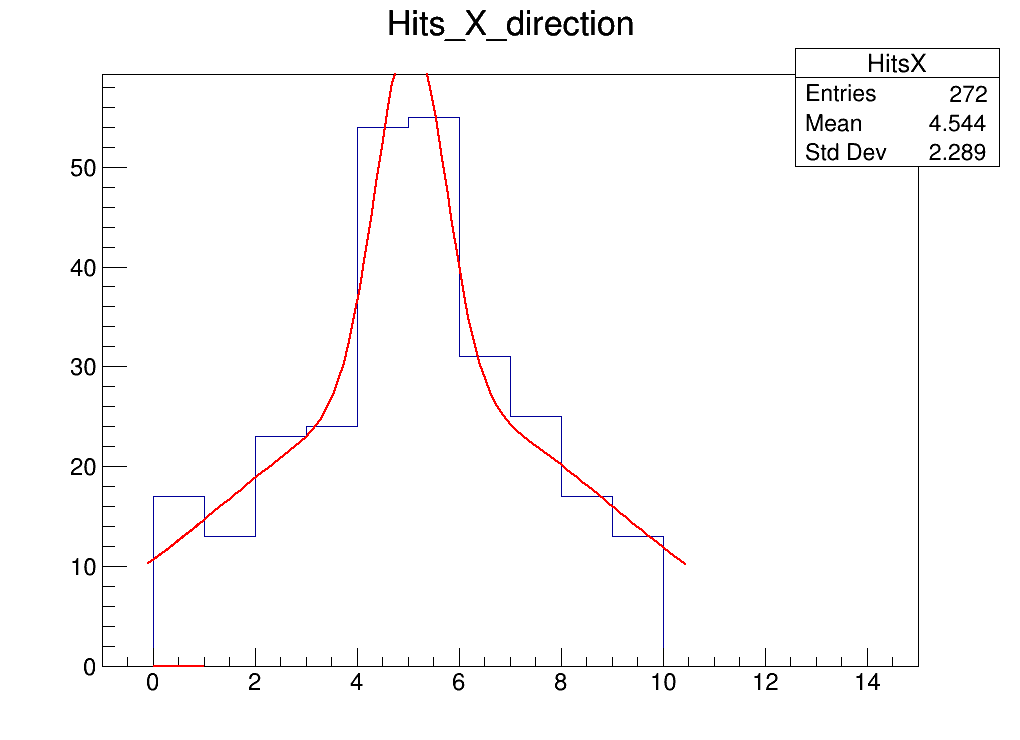 Hits_X_direction
HitsX
Entries 272
Mean 4.544
Std Dev 2.289
50
40
30
20
10
0
0 2 4 6 8 10 12 14